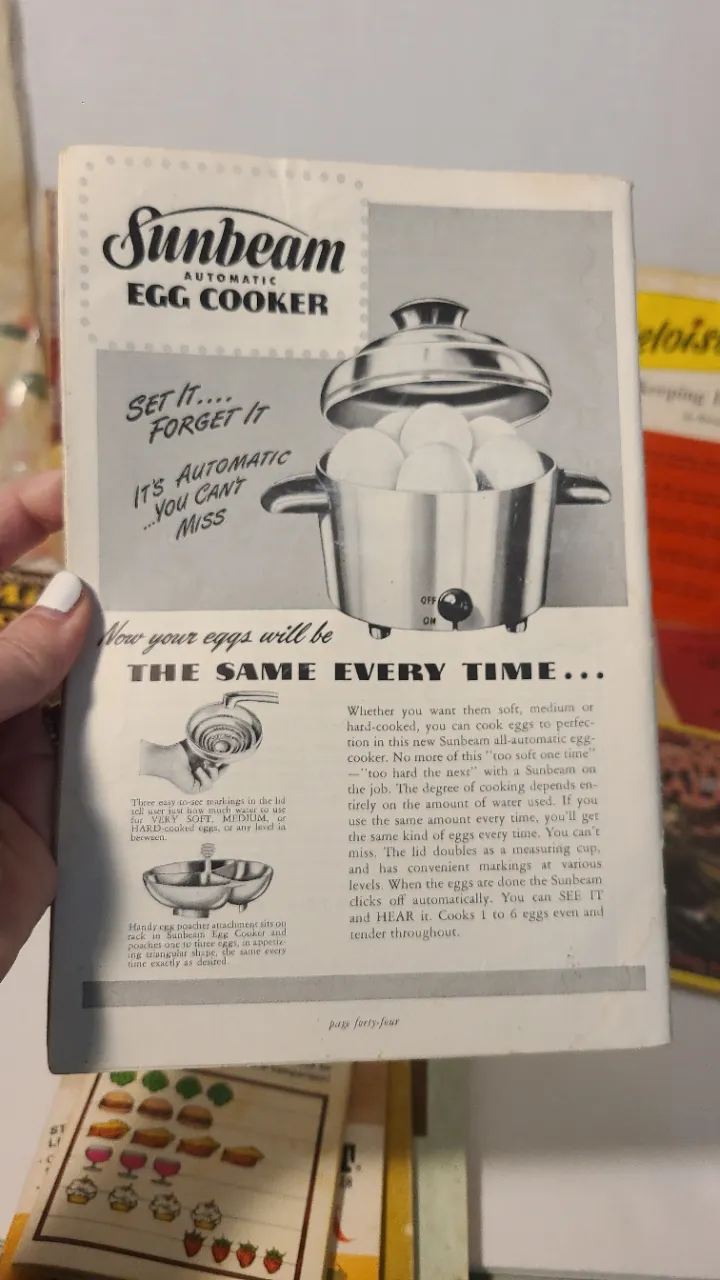 Sunbeam
AUTOMATIC
EGG COOKER
SET IT....
FORGET IT
IT'S AUTOMATIC
...YOU CAN'T
MISS
OFF
ON
Now your eggs will be
THE SAME EVERY TIME...
Three easy-to-see markings in the lid
tell user just how much water to use
for VERY SOFT, MEDIUM, or
HARD-cooked eggs, or any level in
between.
Handy egg poacher attachment sits on
rack in Sunbeam Egg Cooker and
poaches one to three eggs, in appetiz-
ing triangular shape, the same every
time exactly as desired.
Whether you want them soft, medium or
hard-cooked, you can cook eggs to perfec-
tion in this new Sunbeam all-automatic egg-
cooker. No more of this "too soft one time"
—"too hard the next" with a Sunbeam on
the job. The degree of cooking depends en-
tirely on the amount of water used. If you
use the same amount every time, you'll get
the same kind of eggs every time. You can't
miss. The lid doubles as a measuring cup,
and has convenient markings at various
levels. When the eggs are done the Sunbeam
clicks off automatically. You can SEE IT
and HEAR it. Cooks 1 to 6 eggs even and
tender throughout.
page forty-four
eloise
eeping